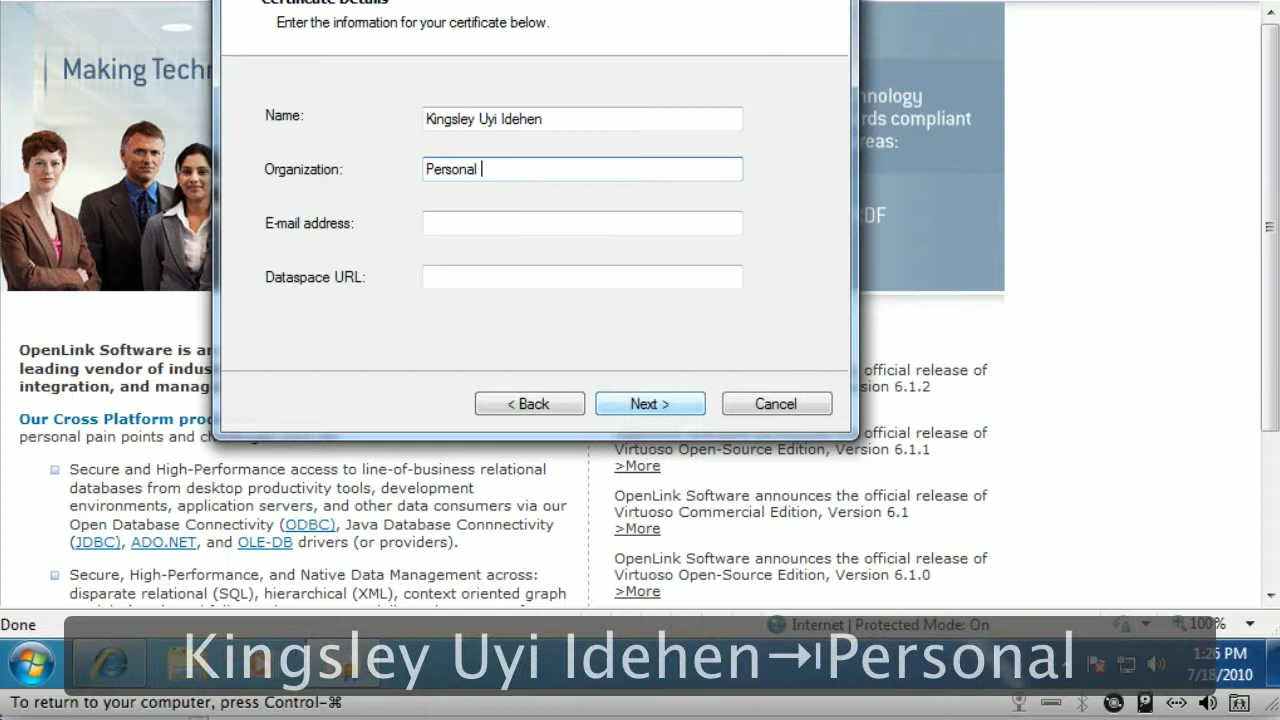 Certificate Details
Enter the information for your certificate below.
Making Techn
Name:
Kingsley Uyi Idehen
Organization:
Personal
E-mail address:
Dataspace URL:
< Back
Next >
Cancel
nology
rds compliant
reas:
RDF
OpenLink Software is an
leading vendor of indus
integration, and manag
Our Cross Platform prod
personal pain points and
Secure and High-Performance access to line-of-business relational
databases from desktop productivity tools, development
environments, application servers, and other data consumers via our
Open Database Connectivity (ODBC), Java Database Connnectivity
(JDBC), ADO.NET, and OLE-DB drivers (or providers).
Secure, High-Performance, and Native Data Management across:
disparate relational (SQL), hierarchical (XML), context oriented graph
official release of
sion 6.1.2
official release of
Virtuoso Open-Source Edition, Version 6.1.1
>More
OpenLink Software announces the official release of
Virtuoso Commercial Edition, Version 6.1
>More
OpenLink Software announces the official release of
Virtuoso Open-Source Edition, Version 6.1.0
>More
Done
Internet | Protected Mode: On
100%
Kingsley Uyi Idehen⇥Personal
1:25 PM
7/18/2010
To return to your computer, press Control-⌘